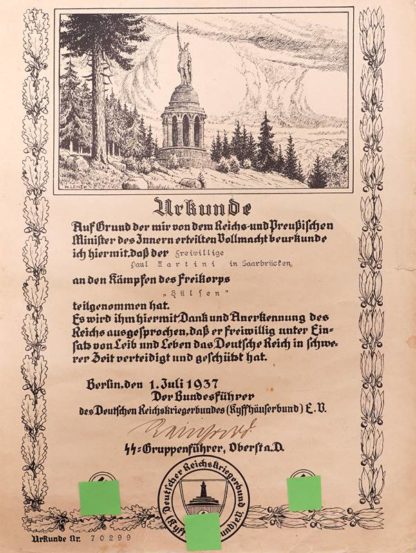 Urkunde
Auf Grund der mir von dem Reichs- und Preußischen
Minister des Innern erteilten Vollmacht beurkunde
ich hiermit, daß der Freiwillige
Paul Martini in Saarbrücken,
an den Kämpfen des Freikorps
"Hülsen"
teilgenommen hat.
Es wird ihm hiermit Dank und Anerkennung des
Reichs ausgesprochen, daß er freiwillig unter Ein-
satz von Leib und Leben das Deutsche Reich in schwe-
rer Zeit verteidigt und geschützt hat.
Berlin, den 1. Juli 1937
Der Bundesführer
des Deutschen Reichskriegerbundes (Kyffhäuserbund) E. V.
SS-Gruppenführer, Oberst a. D.
Deutscher Reichskriegerbund
(Kyffhäuserbund)
Urkunde Nr. 70299